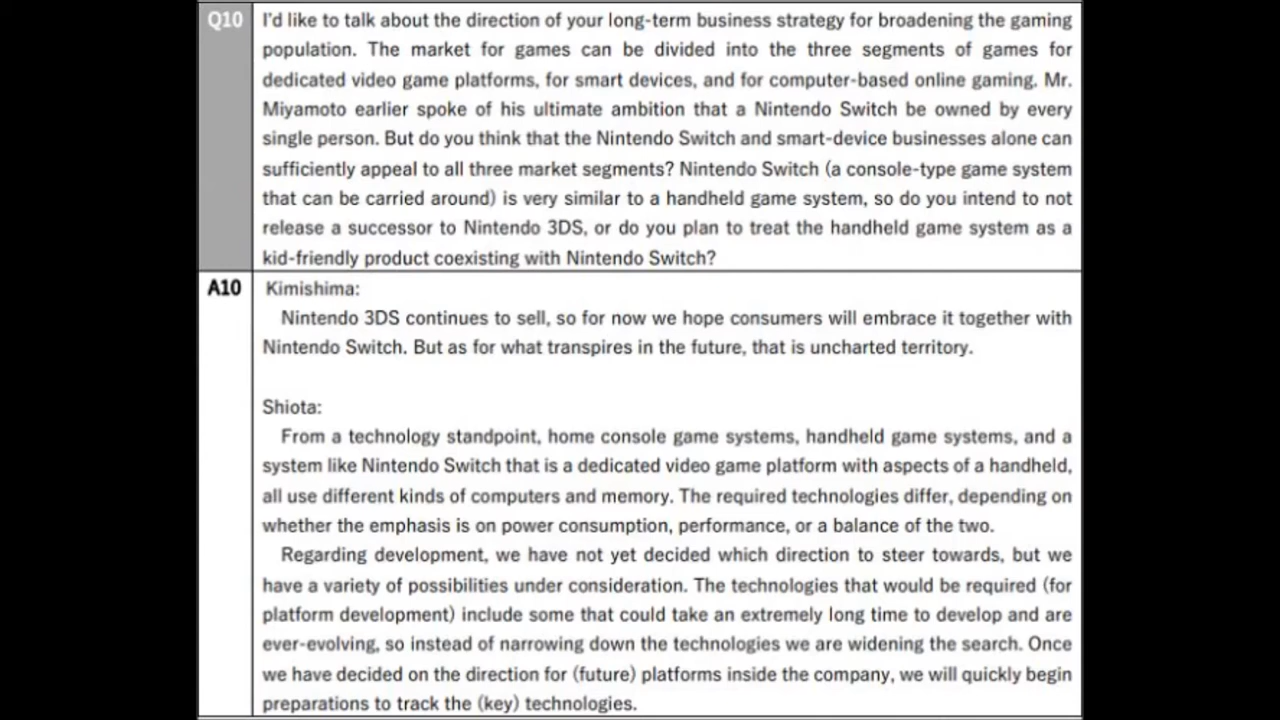 Q10
I'd like to talk about the direction of your long-term business strategy for broadening the gaming
population. The market for games can be divided into the three segments of games for
dedicated video game platforms, for smart devices, and for computer-based online gaming. Mr.
Miyamoto earlier spoke of his ultimate ambition that a Nintendo Switch be owned by every
single person. But do you think that the Nintendo Switch and smart-device businesses alone can
sufficiently appeal to all three market segments? Nintendo Switch (a console-type game system
that can be carried around) is very similar to a handheld game system, so do you intend to not
release a successor to Nintendo 3DS, or do you plan to treat the handheld game system as a
kid-friendly product coexisting with Nintendo Switch?
A10
Kimishima:
Nintendo 3DS continues to sell, so for now we hope consumers will embrace it together with
Nintendo Switch. But as for what transpires in the future, that is uncharted territory.
Shiota:
From a technology standpoint, home console game systems, handheld game systems, and a
system like Nintendo Switch that is a dedicated video game platform with aspects of a handheld,
all use different kinds of computers and memory. The required technologies differ, depending on
whether the emphasis is on power consumption, performance, or a balance of the two.
Regarding development, we have not yet decided which direction to steer towards, but we
have a variety of possibilities under consideration. The technologies that would be required (for
platform development) include some that could take an extremely long time to develop and are
ever-evolving, so instead of narrowing down the technologies we are widening the search. Once
we have decided on the direction for (future) platforms inside the company, we will quickly begin
preparations to track the (key) technologies.